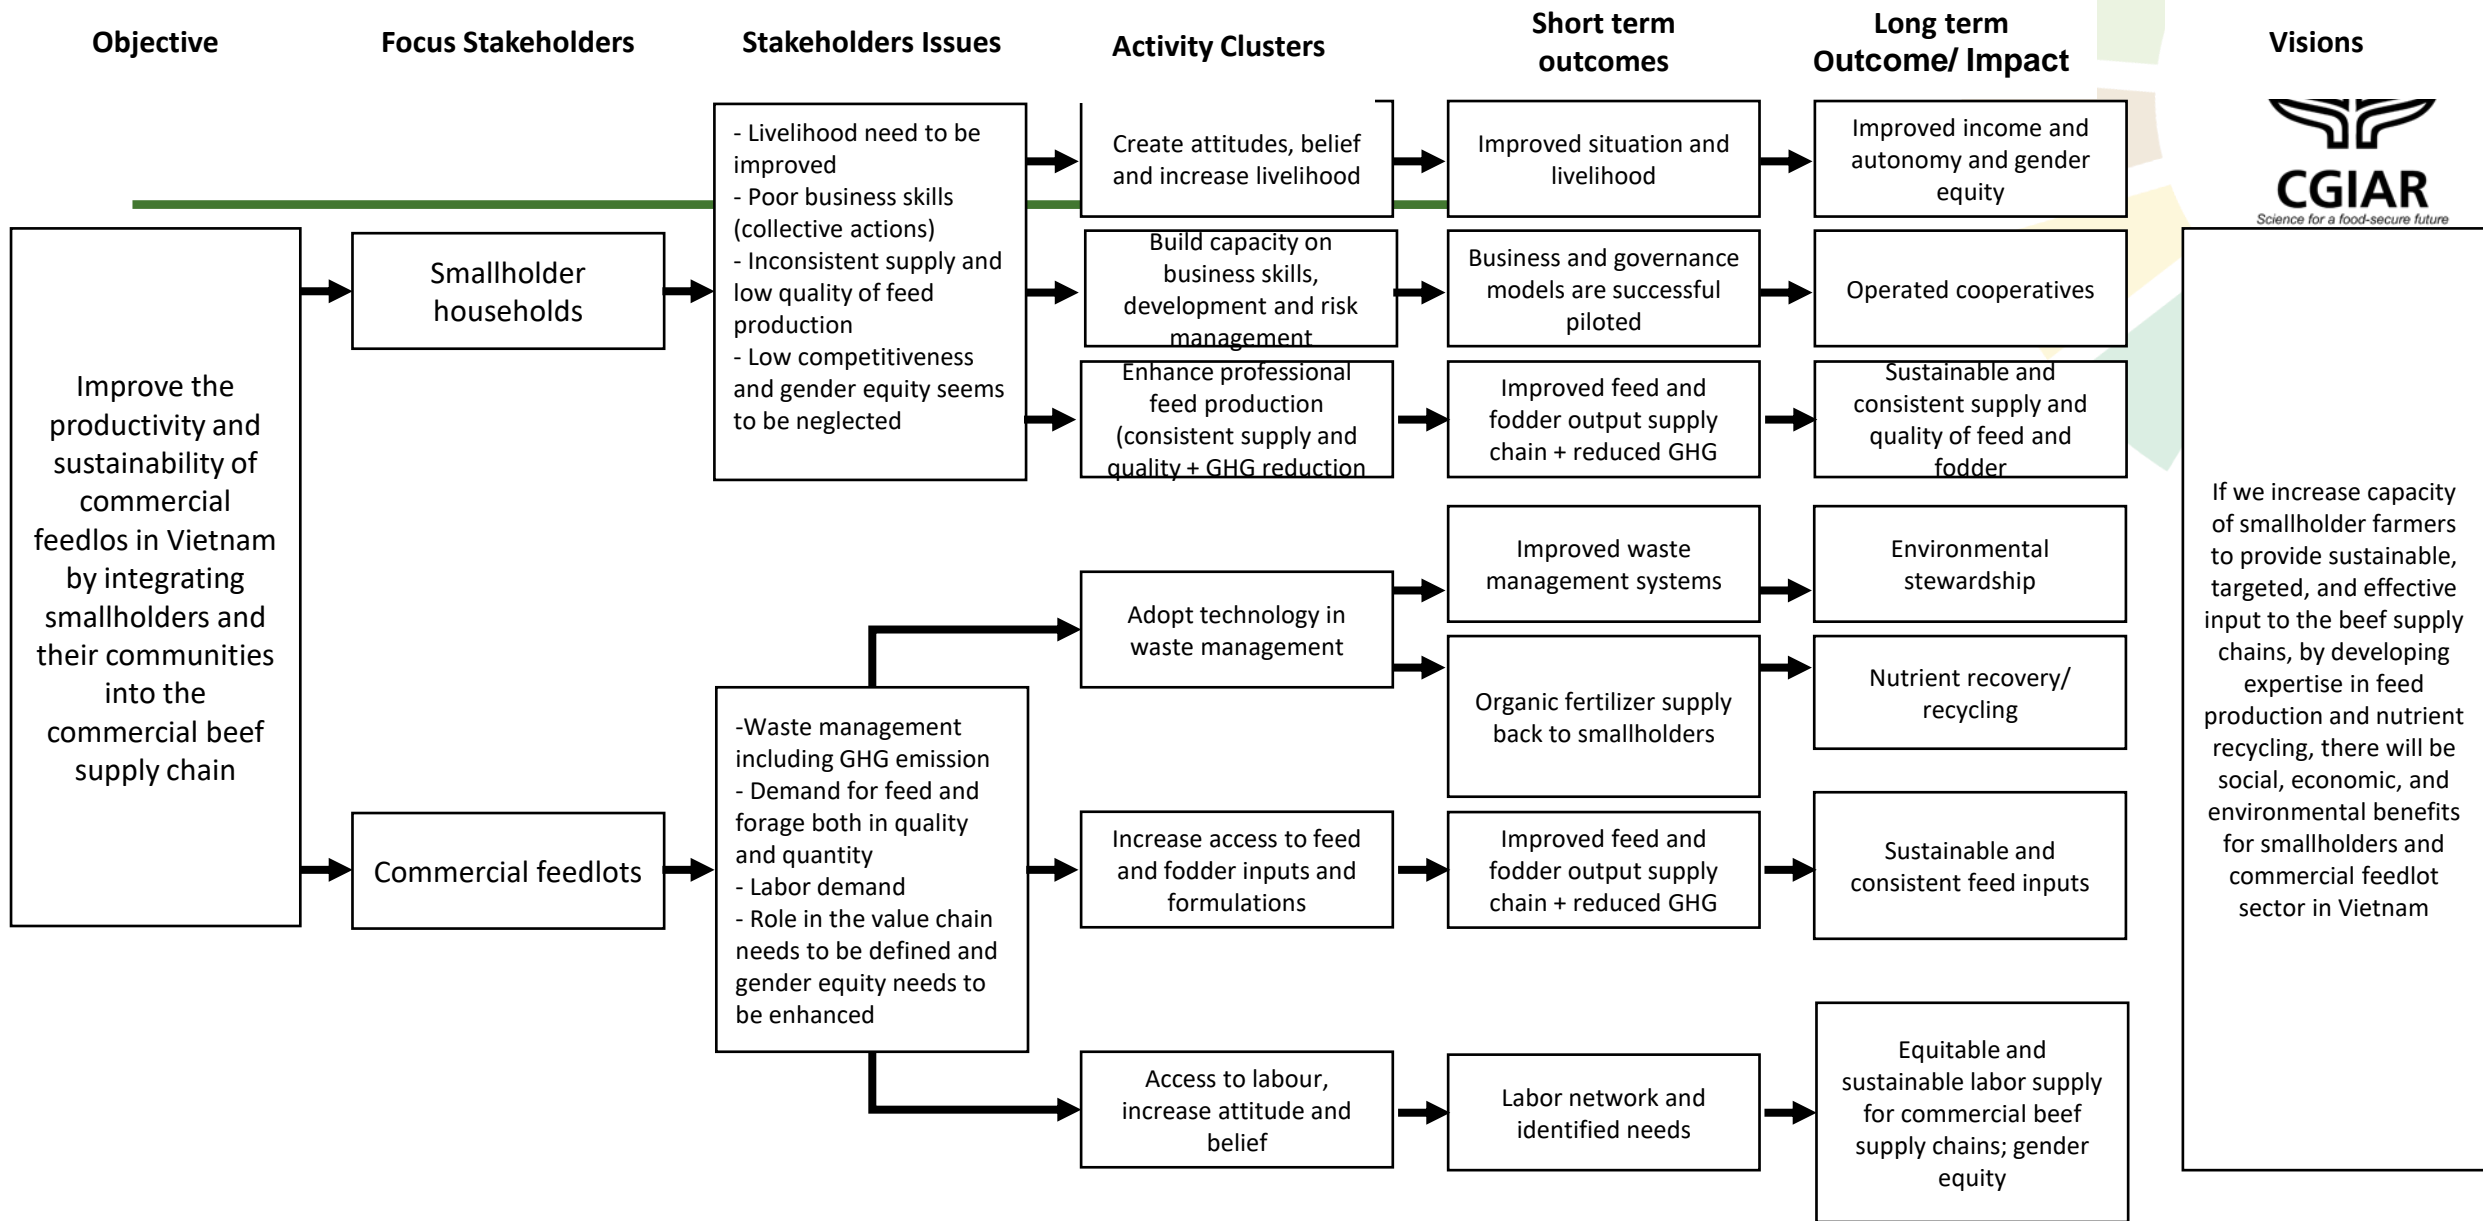 Objective
Focus Stakeholders
Stakeholders Issues
Activity Clusters
Short term
outcomes
Long term
Outcome/ Impact
Visions
CGIAR
Science for a food-secure future
Improve the
productivity and
sustainability of
commercial
feedlos in Vietnam
by integrating
smallholders and
their communities
into the
commercial beef
supply chain
Smallholder
households
Commercial feedlots
- Livelihood need to be
improved
- Poor business skills
(collective actions)
- Inconsistent supply and
low quality of feed
production
- Low competitiveness
and gender equity seems
to be neglected
-Waste management
including GHG emission
- Demand for feed and
forage both in quality
and quantity
- Labor demand
- Role in the value chain
needs to be defined and
gender equity needs to
be enhanced
Create attitudes, belief
and increase livelihood
Build capacity on
business skills,
development and risk
management
Enhance professional
feed production
(consistent supply and
quality + GHG reduction
Adopt technology in
waste management
Increase access to feed
and fodder inputs and
formulations
Access to labour,
increase attitude and
belief
Improved situation and
livelihood
Business and governance
models are successful
piloted
Improved feed and
fodder output supply
chain + reduced GHG
Improved waste
management systems
Organic fertilizer supply
back to smallholders
Improved feed and
fodder output supply
chain + reduced GHG
Labor network and
identified needs
Improved income and
autonomy and gender
equity
Operated cooperatives
Sustainable and
consistent supply and
quality of feed and
fodder
Environmental
stewardship
Nutrient recovery/
recycling
Sustainable and
consistent feed inputs
Equitable and
sustainable labor supply
for commercial beef
supply chains; gender
equity
If we increase capacity
of smallholder farmers
to provide sustainable,
targeted, and effective
input to the beef supply
chains, by developing
expertise in feed
production and nutrient
recycling, there will be
social, economic, and
environmental benefits
for smallholders and
commercial feedlot
sector in Vietnam